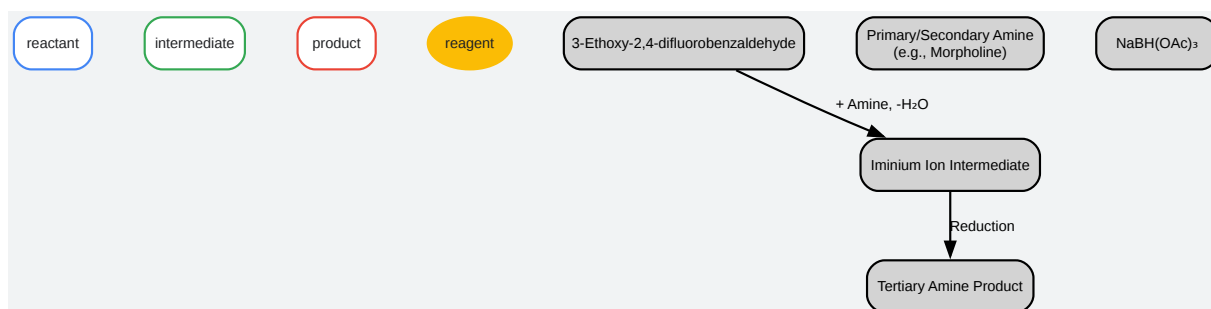 reactant
intermediate
product
reagent
3-Ethoxy-2,4-difluorobenzaldehyde
Primary/Secondary Amine
(e.g., Morpholine)
NaBH(OAc)₃
+ Amine, -H₂O
Iminium Ion Intermediate
Reduction
Tertiary Amine Product